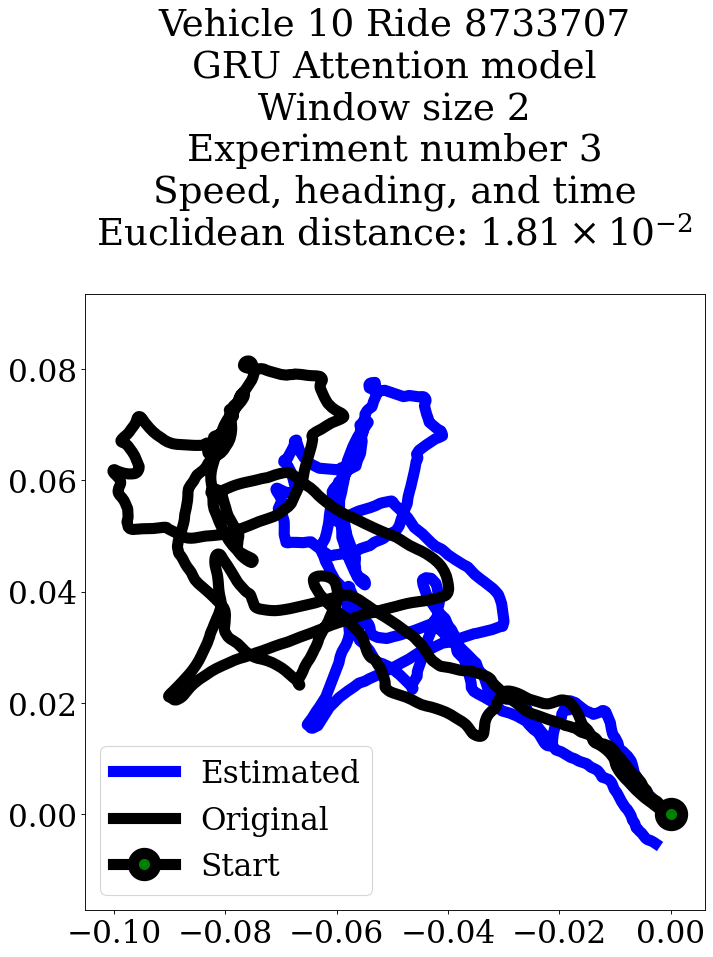 Vehicle 10 Ride 8733707
GRU Attention model
Window size 2
Experiment number 3
Speed, heading, and time
Euclidean distance: 1.81 × 10⁻²
0.08
0.06
0.04
0.02
0.00
Estimated
Original
Start
−0.10 −0.08 −0.06 −0.04 −0.02 0.00